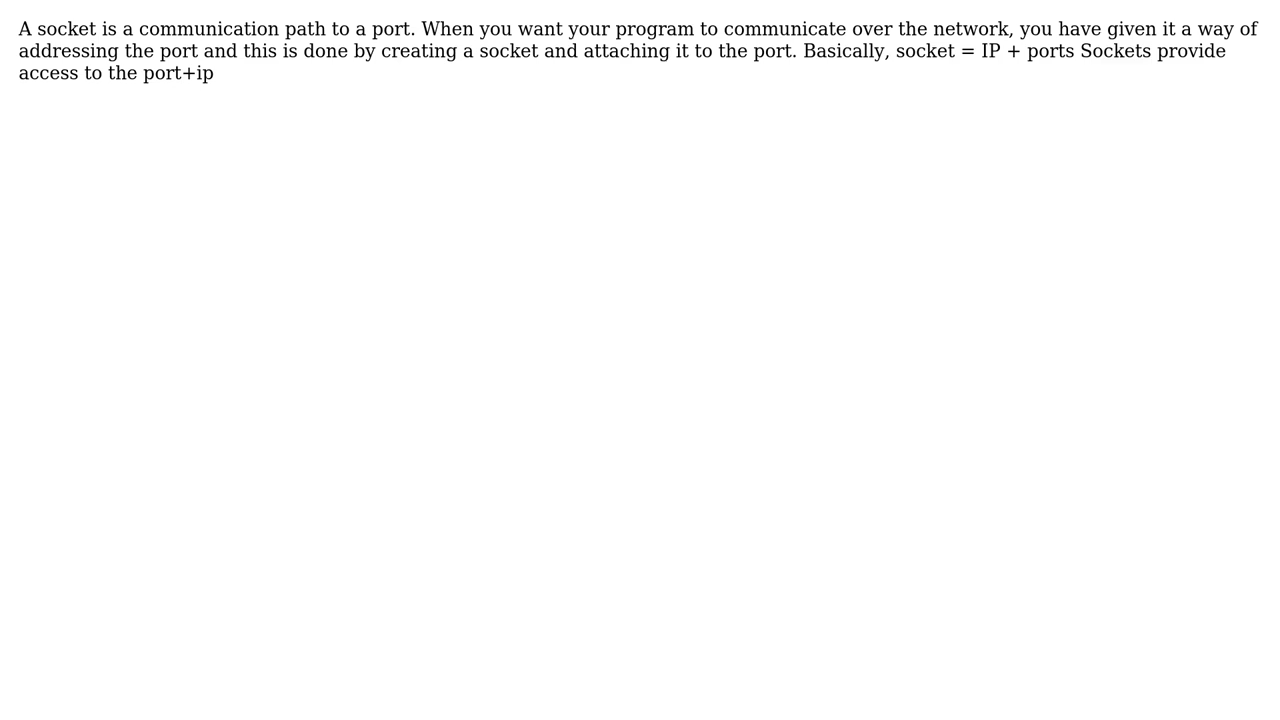 A socket is a communication path to a port. When you want your program to communicate over the network, you have given it a way of
addressing the port and this is done by creating a socket and attaching it to the port. Basically, socket = IP + ports Sockets provide
access to the port+ip